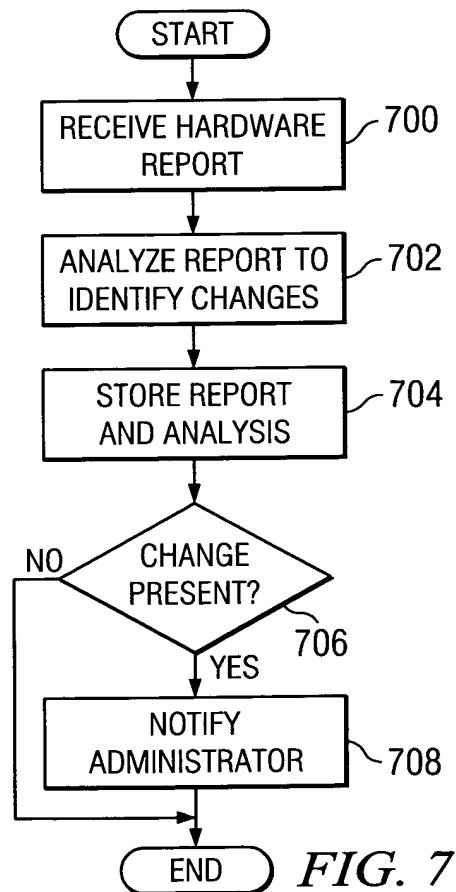 START
RECEIVE HARDWARE
REPORT
700
ANALYZE REPORT TO
IDENTIFY CHANGES
702
STORE REPORT
AND ANALYSIS
704
NO
CHANGE
PRESENT?
706
YES
NOTIFY
ADMINISTRATOR
708
END
FIG. 7